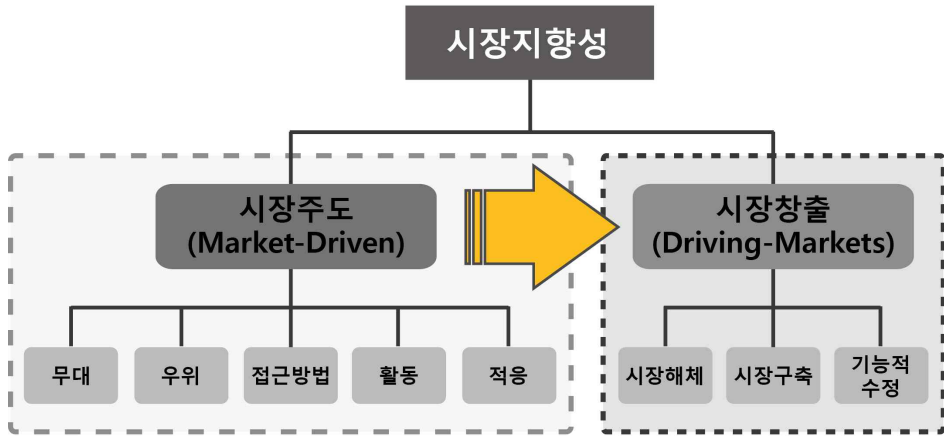 시장지향성
시장주도
(Market-Driven)
시장창출
(Driving-Markets)
무대
우위
접근방법
활동
적응
시장해체
시장구축
기능적
수정